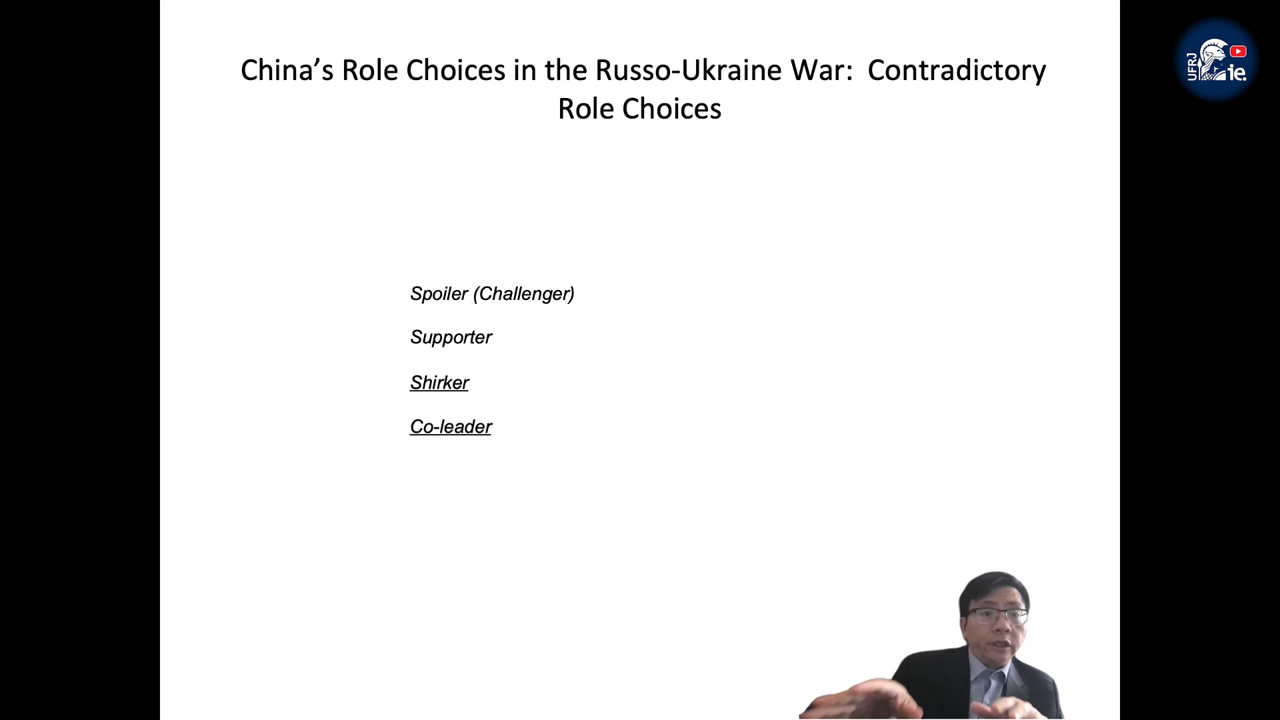 China's Role Choices in the Russo-Ukraine War:  Contradictory
Role Choices
Spoiler (Challenger)
Supporter
Shirker
Co-leader
UFRJ
ie.